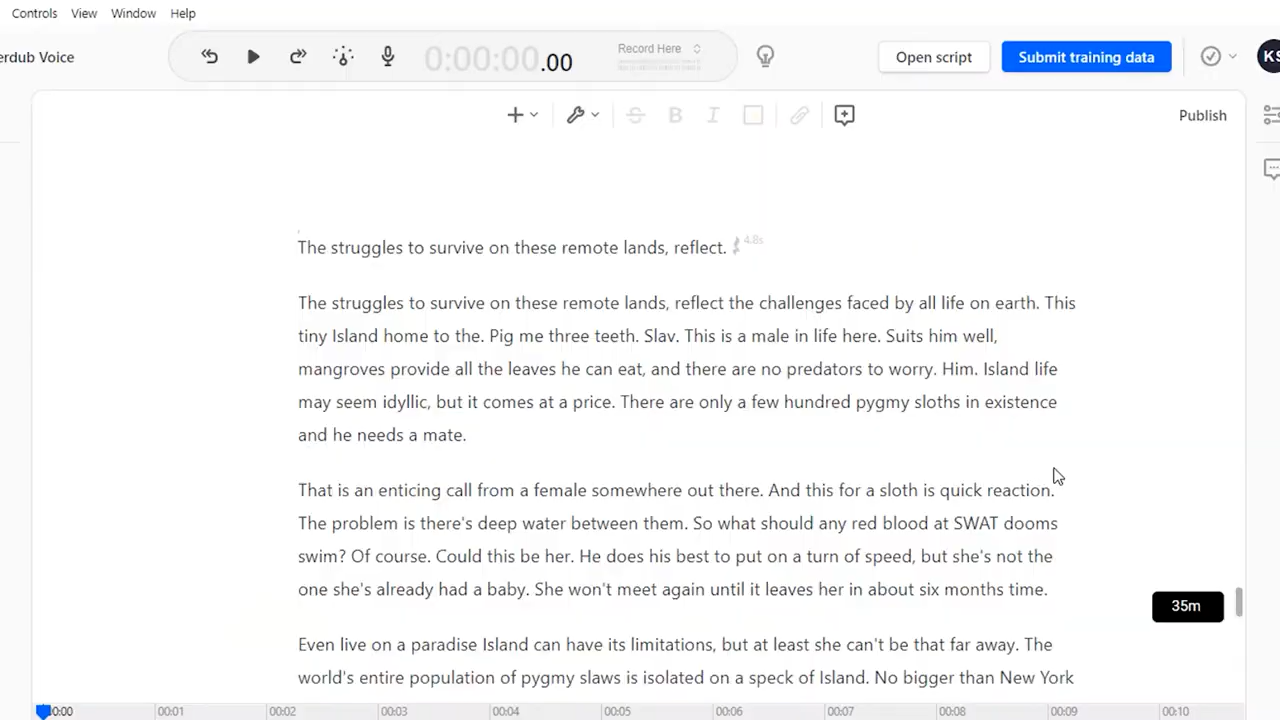 Controls View Window Help
erdub Voice
0:00:00.00
Record Here
Open script
Submit training data
KS
Publish
The struggles to survive on these remote lands, reflect. 4.8s
The struggles to survive on these remote lands, reflect the challenges faced by all life on earth. This
tiny Island home to the. Pig me three teeth. Slav. This is a male in life here. Suits him well,
mangroves provide all the leaves he can eat, and there are no predators to worry. Him. Island life
may seem idyllic, but it comes at a price. There are only a few hundred pygmy sloths in existence
and he needs a mate.
That is an enticing call from a female somewhere out there. And this for a sloth is quick reaction.
The problem is there's deep water between them. So what should any red blood at SWAT dooms
swim? Of course. Could this be her. He does his best to put on a turn of speed, but she's not the
one she's already had a baby. She won't meet again until it leaves her in about six months time.
35m
Even live on a paradise Island can have its limitations, but at least she can't be that far away. The
world's entire population of pygmy slaws is isolated on a speck of Island. No bigger than New York
0:00 00:01 00:02 00:03 00:04 00:05 00:06 00:07 00:08 00:09 00:10